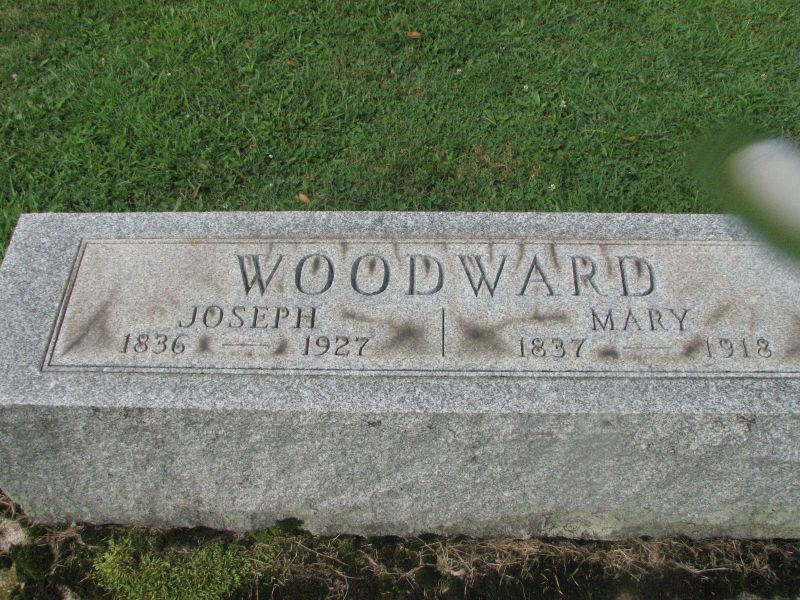 WOODWARD
JOSEPH MARY
1836 — 1927 1837 — 1918